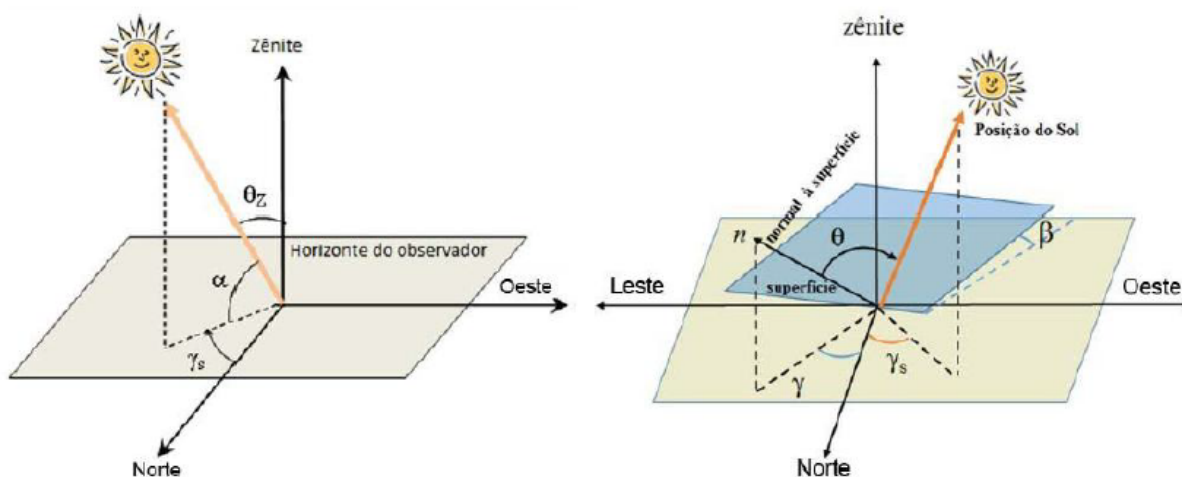 Zênite
θZ
Horizonte do observador
α
Oeste
γs
Norte
zênite
Posição do Sol
normal à superfície
n
θ
β
Leste
superfície
Oeste
γ
γs
Norte